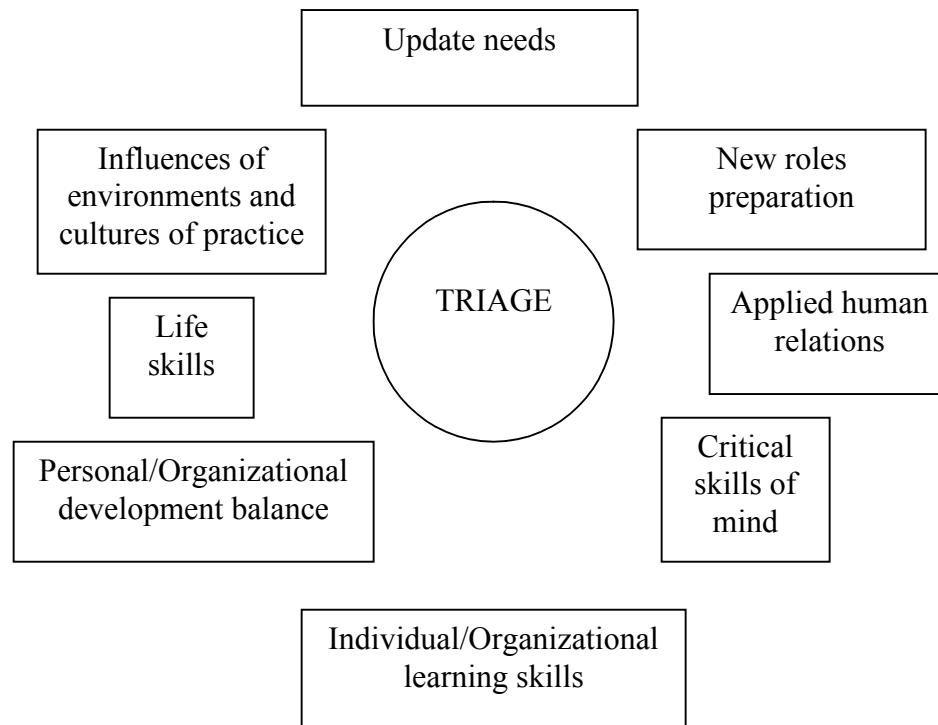 Update needs
Influences of
environments and
cultures of practice
New roles
preparation
TRIAGE
Applied human
relations
Life
skills
Critical
skills of
mind
Personal/Organizational
development balance
Individual/Organizational
learning skills